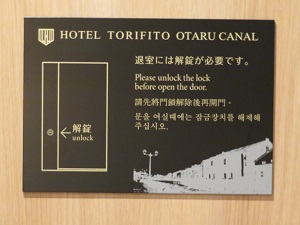 HOTEL TORIFITO OTARU CANAL
退室には解錠が必要です。
Please unlock the lock
before open the door.
請先將門鎖解除後再開門。
문을 여실때에는 잠금장치를 해제해
주십시오.
解錠
unlock